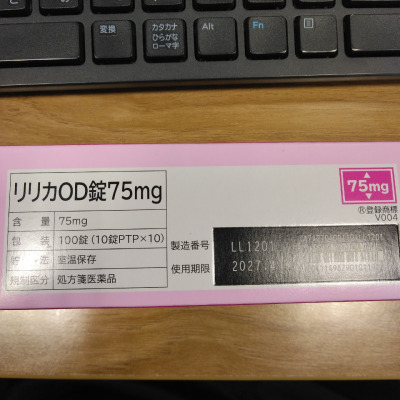 変換
カタカナ
ひらがな
ローマ字
Alt
Fn
リリカOD錠75mg
含 量 75mg
包 装 100錠 (10錠PTP×10)
貯 法 室温保存
規制区分 処方箋医薬品
製造番号 LL1201
使用期限 2027.
75mg
®登録商標
V004